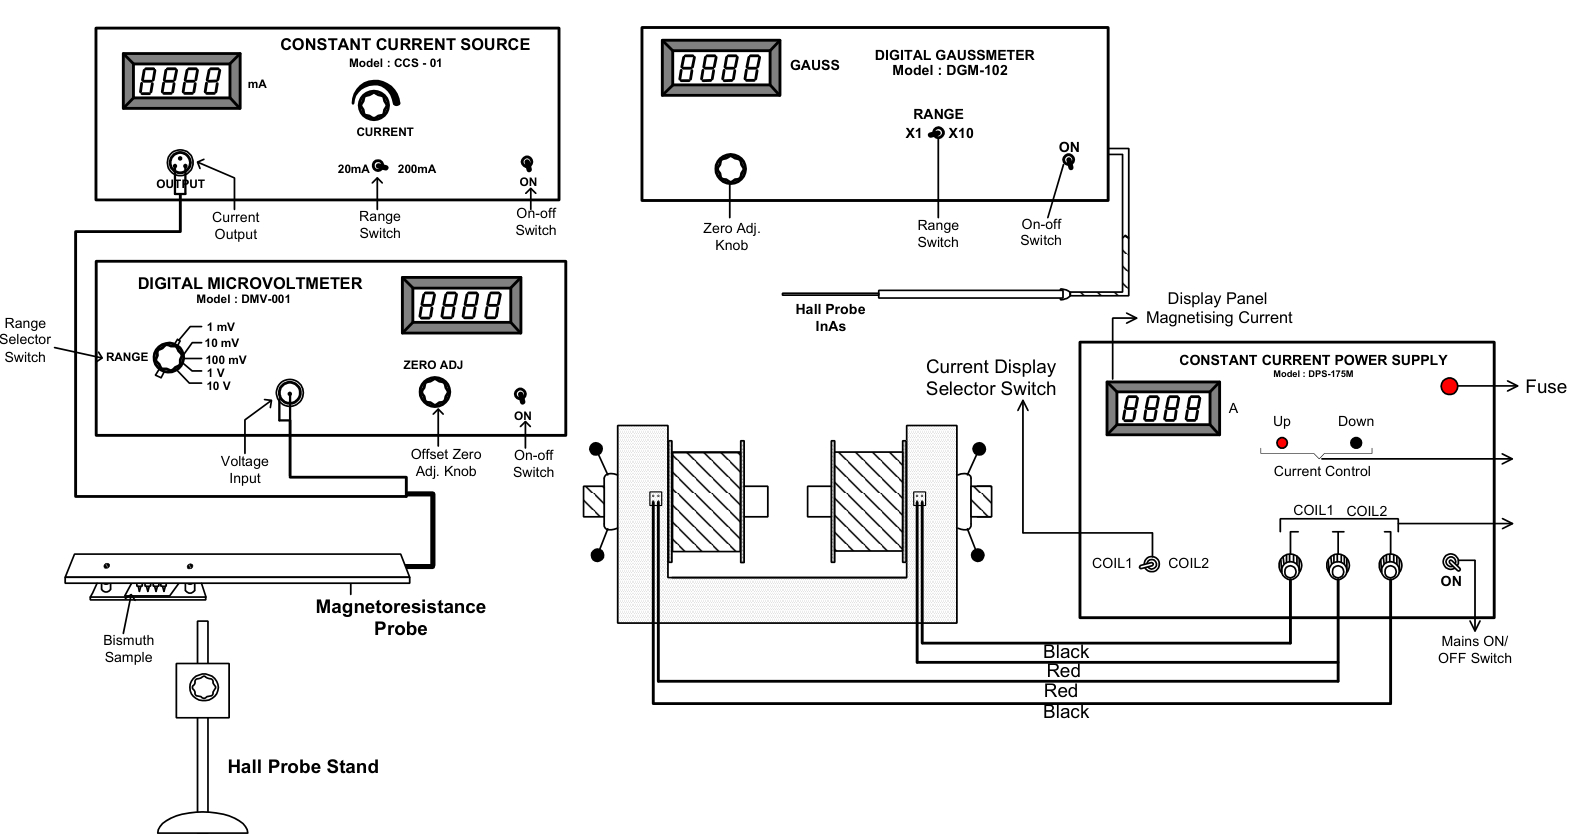 CONSTANT CURRENT SOURCE
Model : CCS - 01
8888 mA
CURRENT
20mA 200mA
OUTPUT
ON
Current
Output
Range
Switch
On-off
Switch
DIGITAL GAUSSMETER
Model : DGM-102
8888 GAUSS
RANGE
X1 X10
ON
Zero Adj.
Knob
Range
Switch
On-off
Switch
Hall Probe
InAs
DIGITAL MICROVOLTMETER
Model : DMV-001
8888
Range
Selector
Switch
RANGE
1 mV
10 mV
100 mV
1 V
10 V
ZERO ADJ
ON
Voltage
Input
Offset Zero
Adj. Knob
On-off
Switch
Magnetoresistance
Probe
Bismuth
Sample
Hall Probe Stand
Display Panel
Magnetising Current
Current Display
Selector Switch
CONSTANT CURRENT POWER SUPPLY
Model : DPS-175M
8888 A
Fuse
Up Down
Current Control
COIL1 COIL2
COIL1 COIL2
ON
Mains ON/
OFF Switch
Black
Red
Red
Black